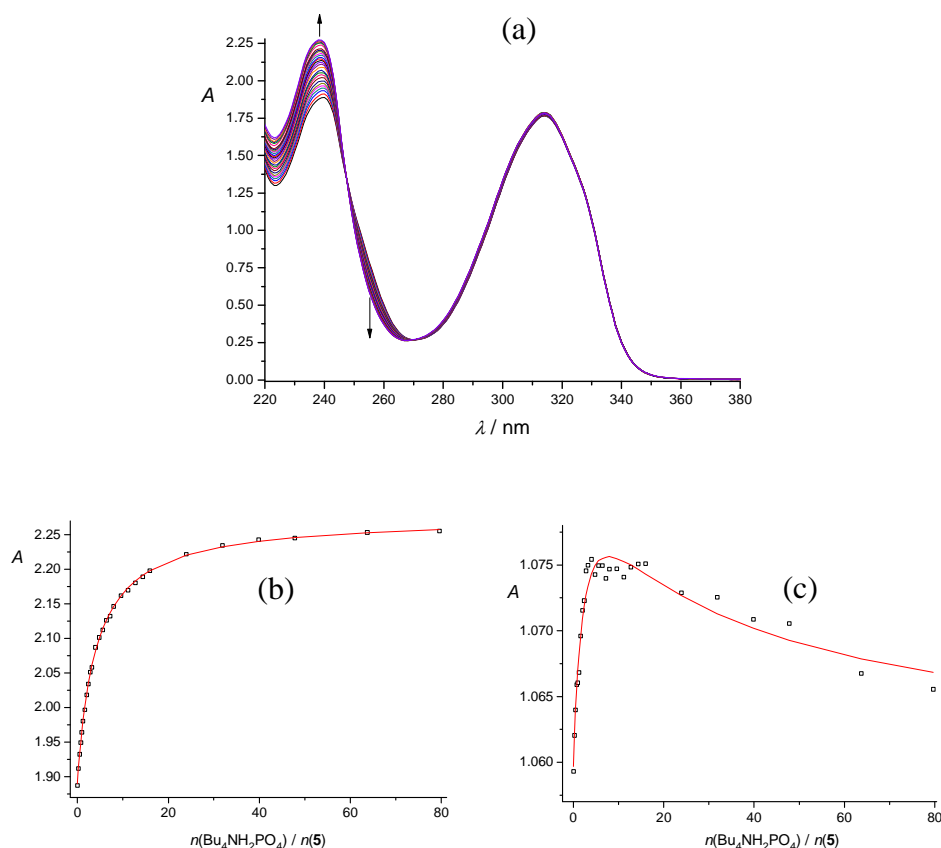 (a)
A
2.25
2.00
1.75
1.50
1.25
1.00
0.75
0.50
0.25
0.00
220 240 260 280 300 320 340 360 380
λ / nm
(b)
A
2.25
2.20
2.15
2.10
2.05
2.00
1.95
1.90
0 20 40 60 80
n(Bu₄NH₂PO₄) / n(5)
(c)
A
1.075
1.070
1.065
1.060
0 20 40 60 80
n(Bu₄NH₂PO₄) / n(5)